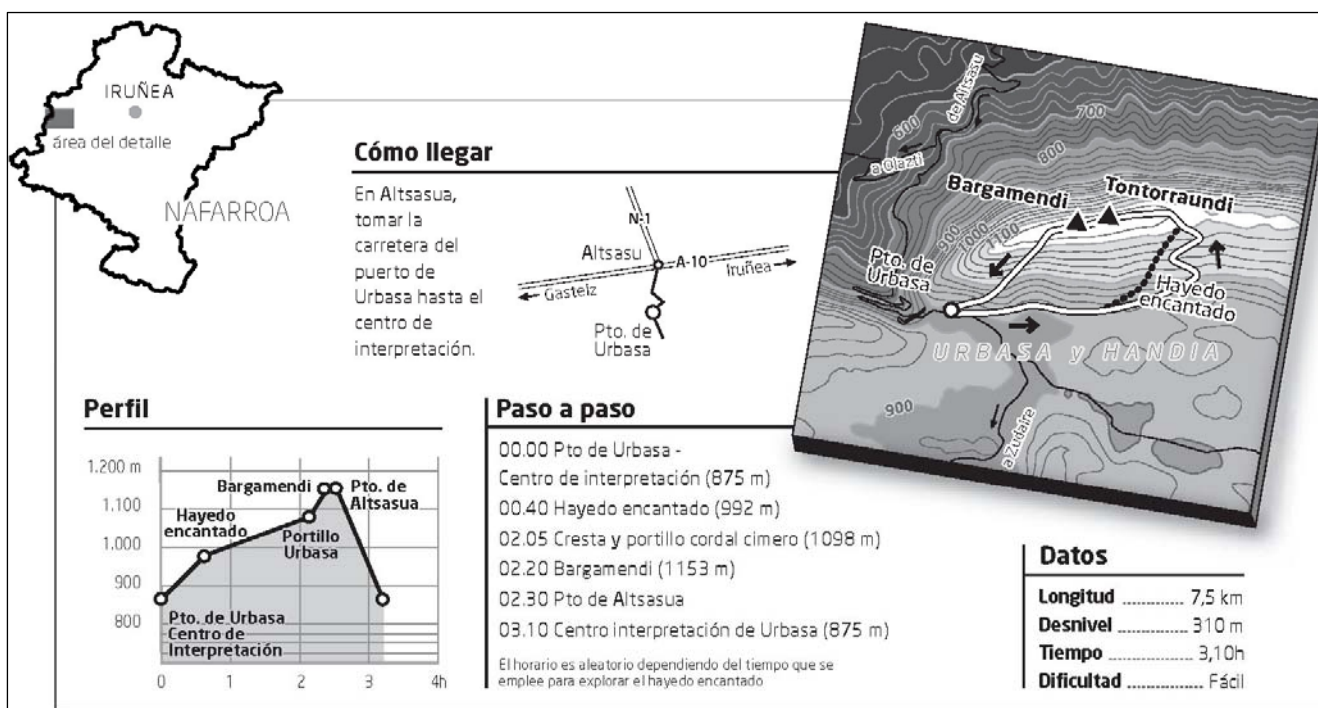 IRUÑEA
área del detalle
NAFARROA
Cómo llegar
En Altsasua,
tomar la
carretera del
puerto de
Urbasa hasta el
centro de
interpretación.
N-1
Altsasu
A-10
Iruñea
Gasteiz
Pto. de
Urbasa
600
de Altsasu
a Olazti
700
800
Bargamendi
Tontorraundi
900
1000
1100
Pto. de
Urbasa
Hayedo
encantado
URBASA y HANDIA
900
a Zudaire
Perfil
1.200 m
1.100
1.000
900
800
Bargamendi
Pto. de
Altsasua
Hayedo
encantado
Portillo
Urbasa
Pto. de Urbasa
Centro de
Interpretación
0 1 2 3 4h
Paso a paso
00.00 Pto de Urbasa -
Centro de interpretación (875 m)
00.40 Hayedo encantado (992 m)
02.05 Cresta y portillo cordal cimero (1098 m)
02.20 Bargamendi (1153 m)
02.30 Pto de Altsasua
03.10 Centro interpretación de Urbasa (875 m)
El horario es aleatorio dependiendo del tiempo que se
emplee para explorar el hayedo encantado
Datos
Longitud ............ 7,5 km
Desnivel ............ 310 m
Tiempo ............ 3,10h
Dificultad ............ Fácil